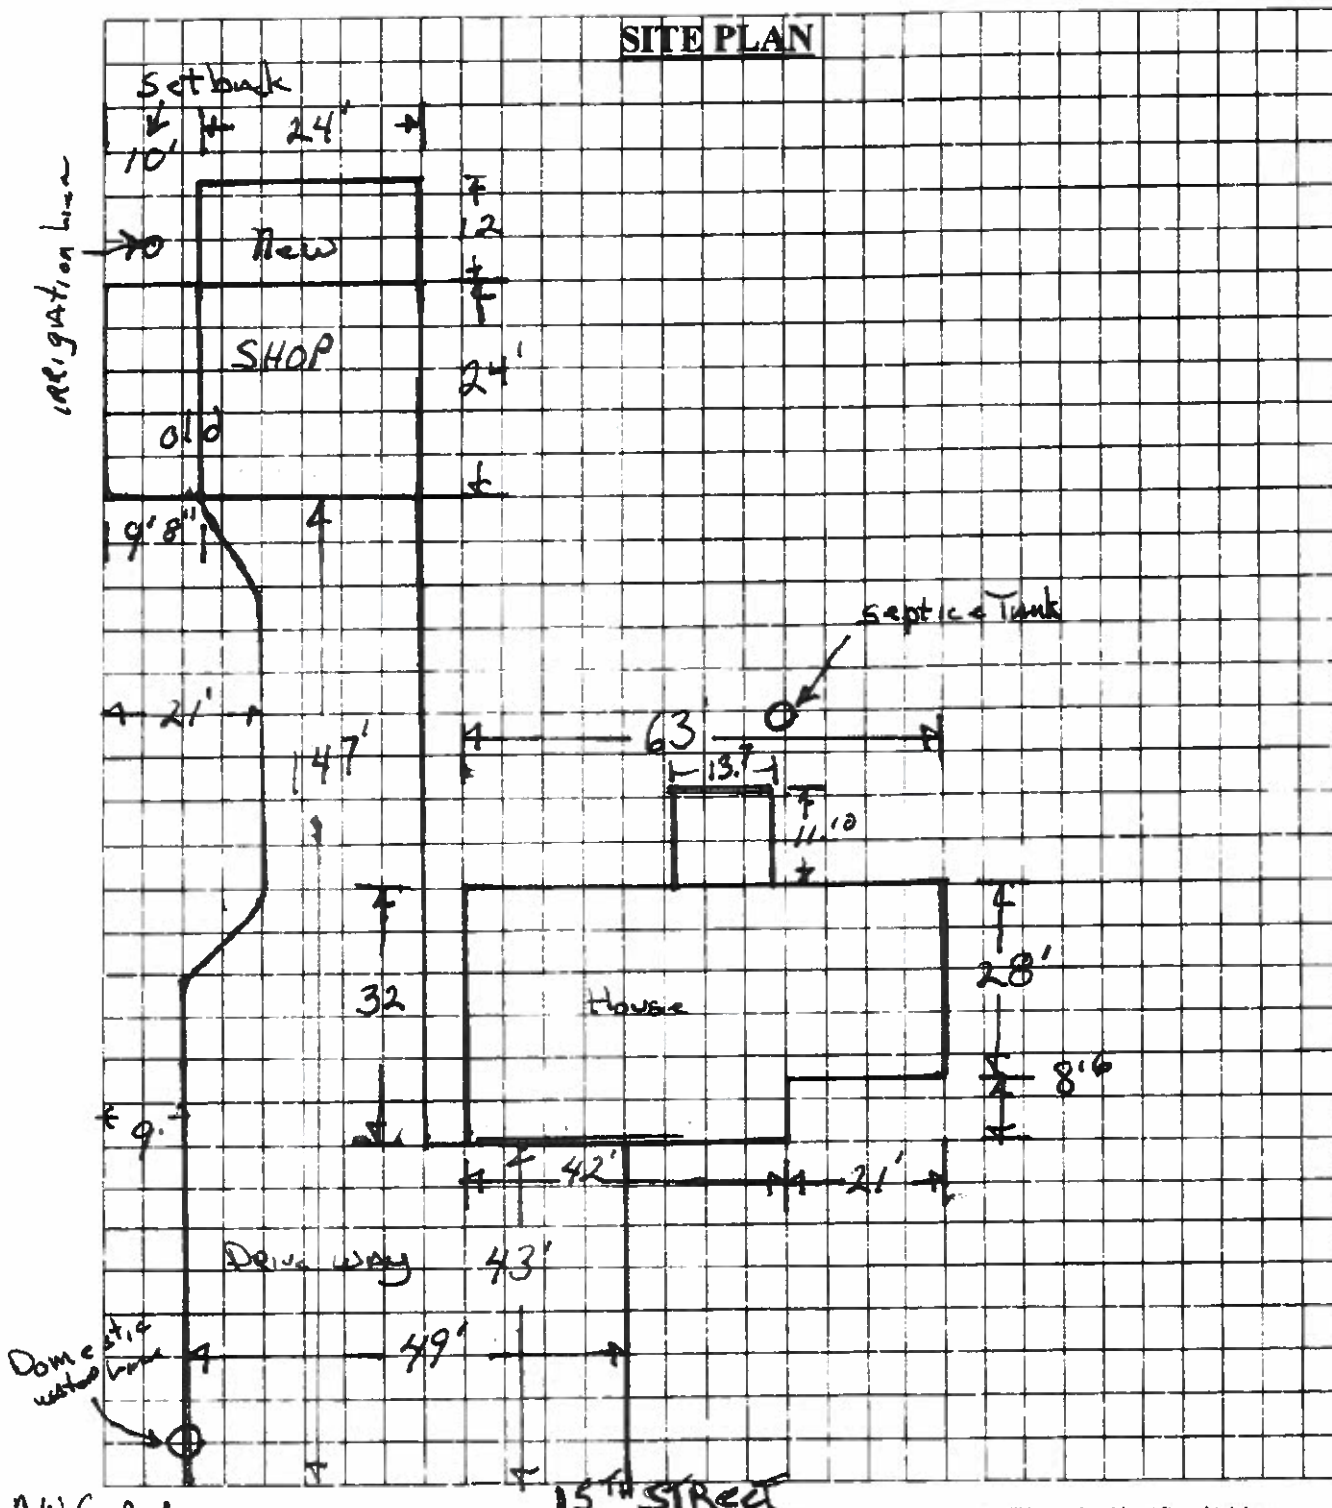 SITE PLAN
Setback
24'
10'
IRRigAtion Line
New
12
SHOP
24'
old
9'8"
Septice Tank
21'
63'
147'
13.7
11.10
32
House
28'
8'6
9'
42'
21'
Drive way
43'
49'
Domestic
water Line
15TH STReeT